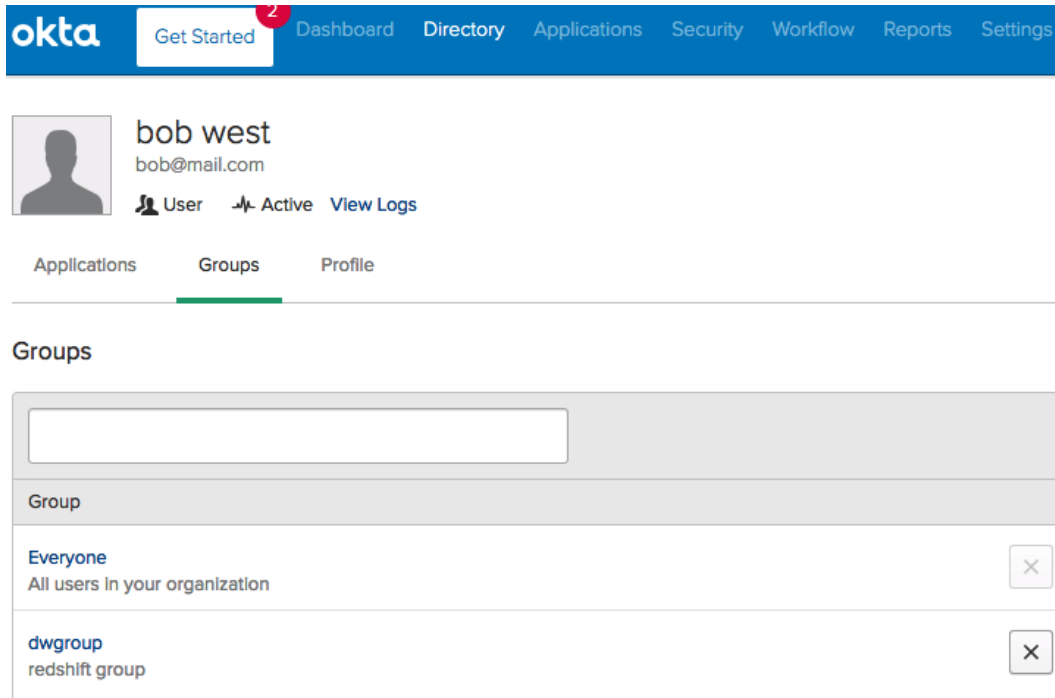 okta Get Started 2 Dashboard Directory Applications Security Workflow Reports Settings
bob west
bob@mail.com
User Active View Logs
Applications Groups Profile
Groups
Group
Everyone
All users in your organization
dwgroup
redshift group